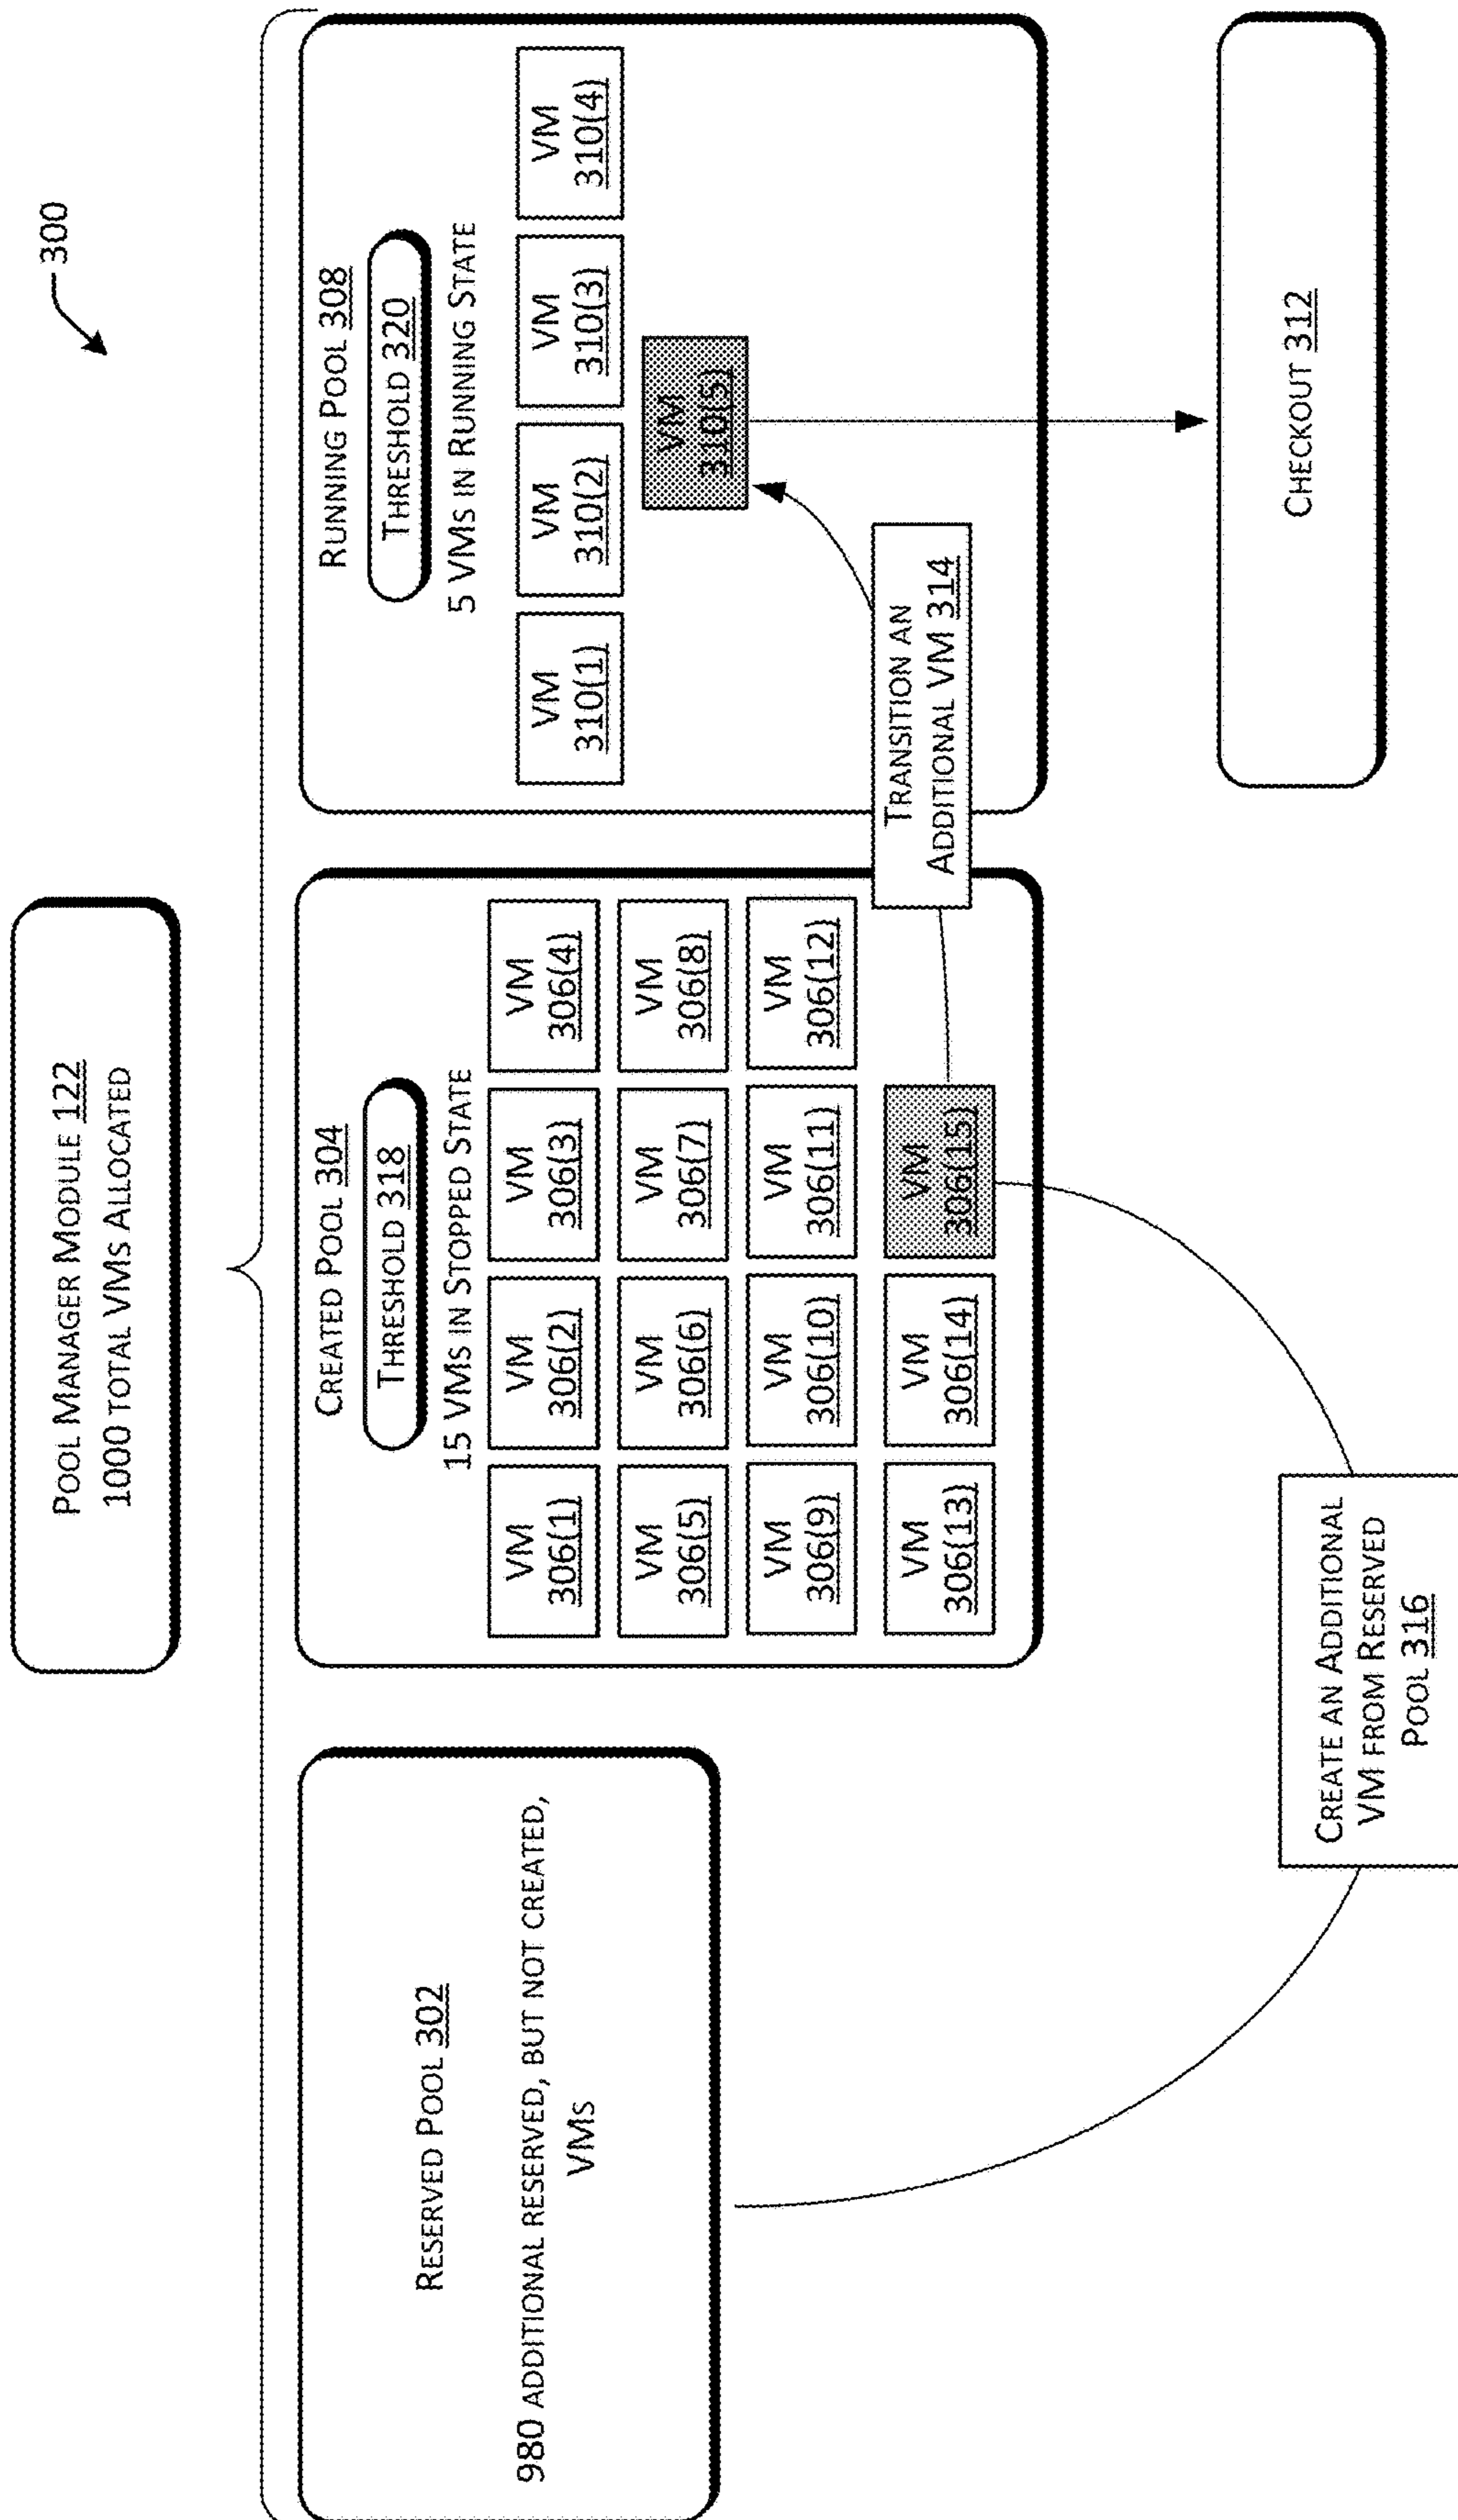 300
POOL MANAGER MODULE 122
1000 TOTAL VMS ALLOCATED
RESERVED POOL 302
980 ADDITIONAL RESERVED, BUT NOT CREATED,
VMS
CREATED POOL 304
THRESHOLD 318
15 VMS IN STOPPED STATE
VM
306(1)
VM
306(2)
VM
306(3)
VM
306(4)
VM
306(5)
VM
306(6)
VM
306(7)
VM
306(8)
VM
306(9)
VM
306(10)
VM
306(11)
VM
306(12)
VM
306(13)
VM
306(14)
VM
306(15)
RUNNING POOL 308
THRESHOLD 320
5 VMS IN RUNNING STATE
VM
310(1)
VM
310(2)
VM
310(3)
VM
310(4)
VM
310(5)
TRANSITION AN
ADDITIONAL VM 314
CREATE AN ADDITIONAL
VM FROM RESERVED
POOL 316
CHECKOUT 312